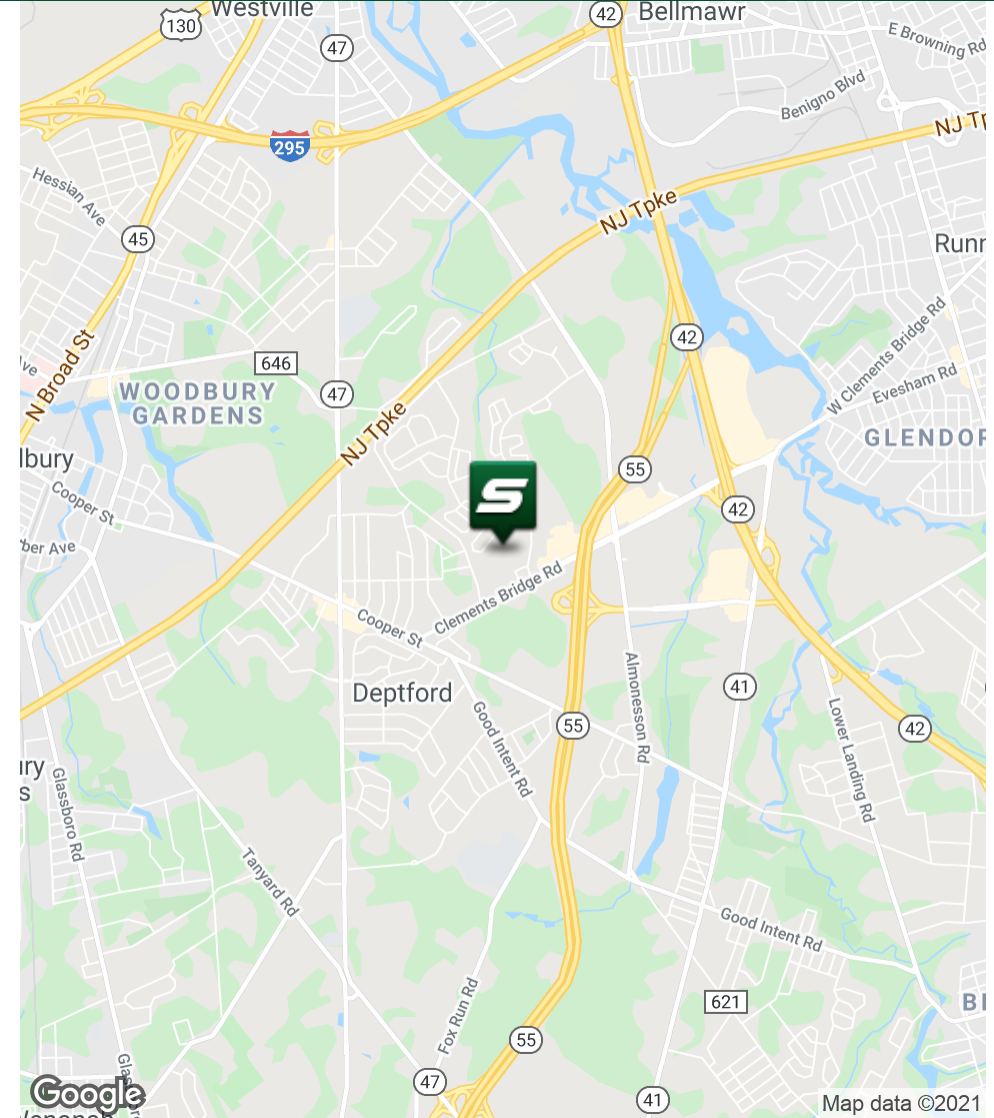 Westville
130
47
42
Bellmawr
E Browning Rd
Benigno Blvd
NJ Tp
295
Hessian Ave
NJ Tpke
45
Runn
42
W Clements Bridge Rd
Evesham Rd
N Broad St
646
WOODBURY
GARDENS
47
NJ Tpke
GLENDOR
lbury
55
S
42
Cooper St
ber Ave
Clements Bridge Rd
Cooper St
Almonesson Rd
Deptford
41
Good Intent Rd
55
Lower Landing Rd
42
ury
s
Glassboro Rd
Tanyard Rd
Good Intent Rd
Fox Run Rd
621
55
47
41
Google
Map data ©2021